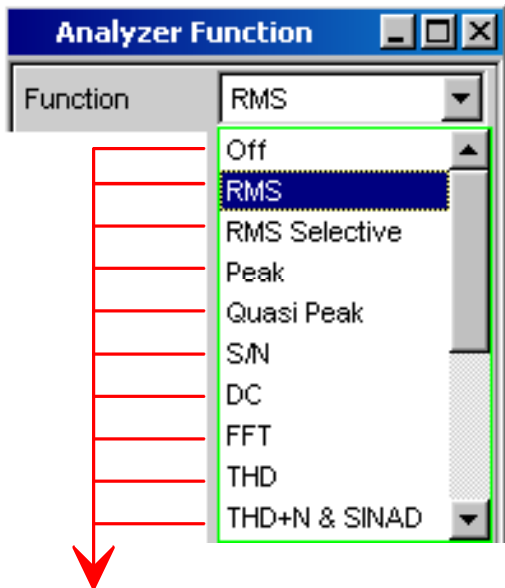 Analyzer Function
Function RMS
Off
RMS
RMS Selective
Peak
Quasi Peak
S/N
DC
FFT
THD
THD+N & SINAD